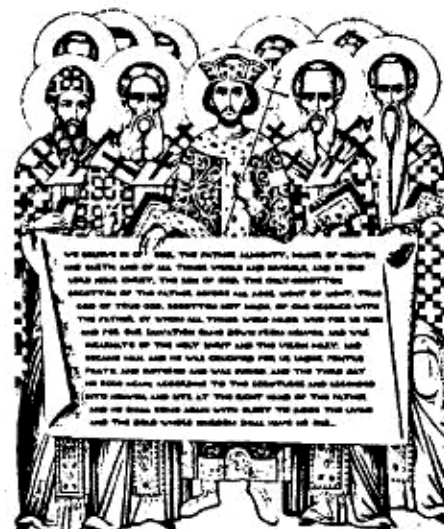 WE BELIEVE IN GOD, THE FATHER ALMIGHTY, MAKER OF HEAVEN
AND EARTH AND OF ALL THINGS VISIBLE AND INVISIBLE, AND IN ONE
LORD JESUS CHRIST, THE SON OF GOD, THE ONLY-BEGOTTEN
BEGOTTEN OF THE FATHER BEFORE ALL AGES, LIGHT OF LIGHT, TRUE
GOD OF TRUE GOD, BEGOTTEN NOT MADE, OF ONE ESSENCE WITH
THE FATHER, BY WHOM ALL THINGS WERE MADE: WHO FOR US MEN
AND FOR OUR SALVATION CAME DOWN FROM HEAVEN, AND WAS
INCARNATE OF THE HOLY SPIRIT AND THE VIRGIN MARY, AND
BECAME MAN. AND HE WAS CRUCIFIED FOR US UNDER PONTIUS
PILATE, AND SUFFERED AND WAS BURIED. AND THE THIRD DAY
HE ROSE AGAIN, ACCORDING TO THE SCRIPTURES; AND ASCENDED
INTO HEAVEN, AND SITS AT THE RIGHT HAND OF THE FATHER;
AND HE SHALL COME AGAIN WITH GLORY TO JUDGE THE LIVING
AND THE DEAD WHOSE KINGDOM SHALL HAVE NO END...